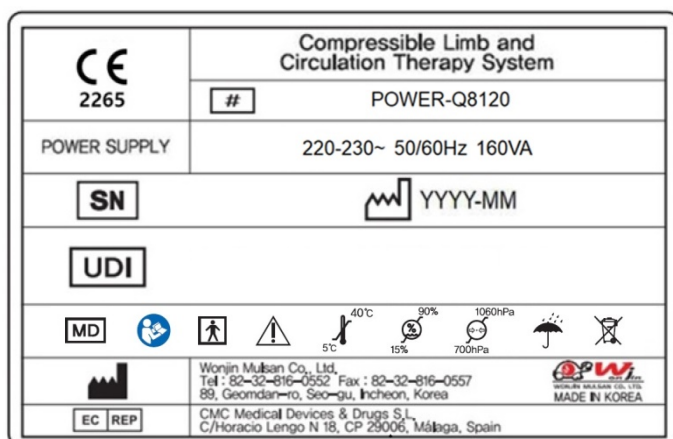 CE
2265
Compressible Limb and
Circulation Therapy System
# POWER-Q8120
POWER SUPPLY 220-230~ 50/60Hz 160VA
SN YYYY-MM
UDI
MD 5℃ 40℃ 15% % 90% 700hPa 1060hPa
Wonjin Mulsan Co., Ltd.
Tel : 82-32-816-0552 Fax : 82-32-816-0557
89, Geomdan-ro, Seo-gu, Incheon, Korea
Wonjin
WONJIN MULSAN CO., LTD.
MADE IN KOREA
EC REP
CMC Medical Devices & Drugs S.L.
C/Horacio Lengo N 18, CP 29006, Málaga, Spain